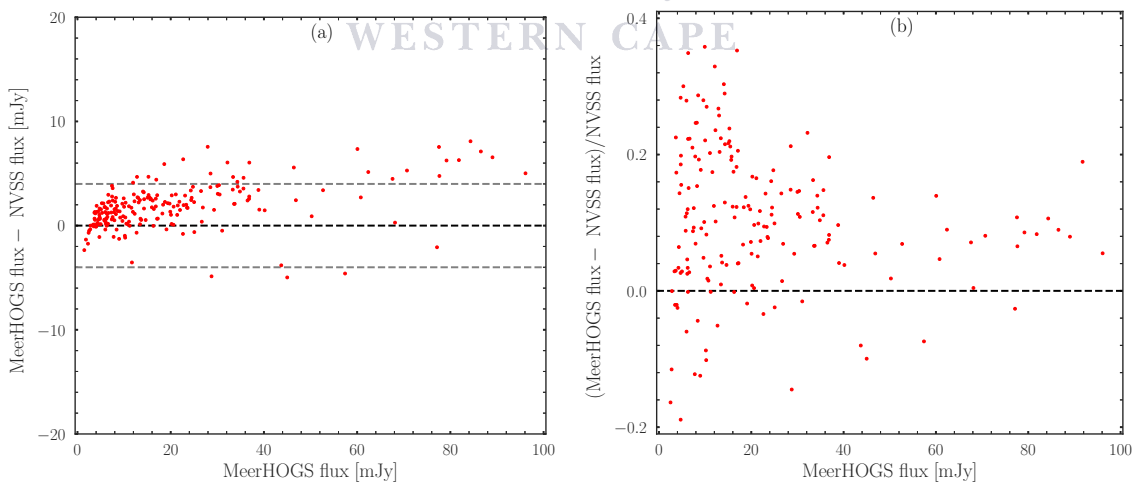 WESTERN CAPE
(a)
MeerHOGS flux − NVSS flux [mJy]
20
10
0
−10
−20
0 20 40 60 80 100
MeerHOGS flux [mJy]
(b)
(MeerHOGS flux − NVSS flux)/NVSS flux
0.4
0.2
0.0
−0.2
0 20 40 60 80 100
MeerHOGS flux [mJy]